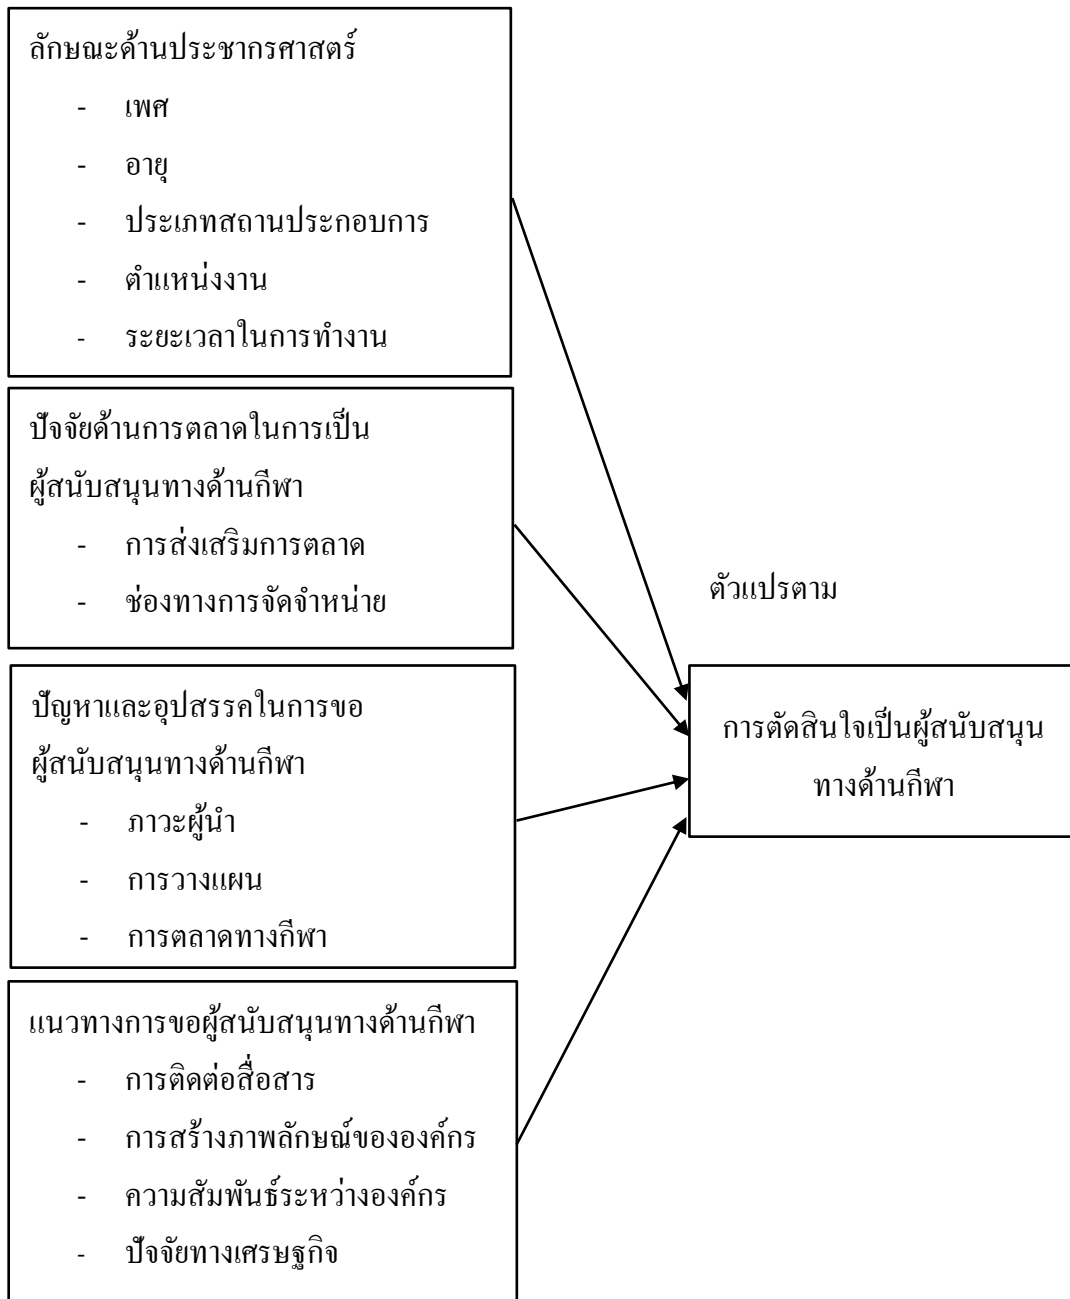 ลักษณะด้านประชากรศาสตร์
- เพศ
- อายุ
- ประเภทสถานประกอบการ
- ตำแหน่งงาน
- ระยะเวลาในการทำงาน
ปัจจัยด้านการตลาดในการเป็น
ผู้สนับสนุนทางด้านกีฬา
- การส่งเสริมการตลาด
- ช่องทางการจัดจำหน่าย
ปัญหาและอุปสรรคในการขอ
ผู้สนับสนุนทางด้านกีฬา
- ภาวะผู้นำ
- การวางแผน
- การตลาดทางกีฬา
แนวทางการขอผู้สนับสนุนทางด้านกีฬา
- การติดต่อสื่อสาร
- การสร้างภาพลักษณ์ขององค์กร
- ความสัมพันธ์ระหว่างองค์กร
- ปัจจัยทางเศรษฐกิจ
ตัวแปรตาม
การตัดสินใจเป็นผู้สนับสนุน
ทางด้านกีฬา